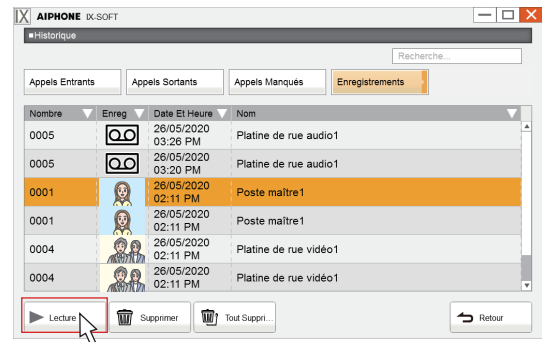 IX AIPHONE IX-SOFT
■Historique
Recherche...
Appels Entrants Appels Sortants Appels Manqués Enregistrements
Nombre Enreg Date Et Heure Nom
0005 26/05/2020 03:26 PM Platine de rue audio1
0005 26/05/2020 03:20 PM Platine de rue audio1
0001 26/05/2020 02:11 PM Poste maître1
0001 26/05/2020 02:11 PM Poste maître1
0004 26/05/2020 02:11 PM Platine de rue vidéo1
0004 26/05/2020 02:11 PM Platine de rue vidéo1
Lecture Supprimer Tout Suppri... Retour